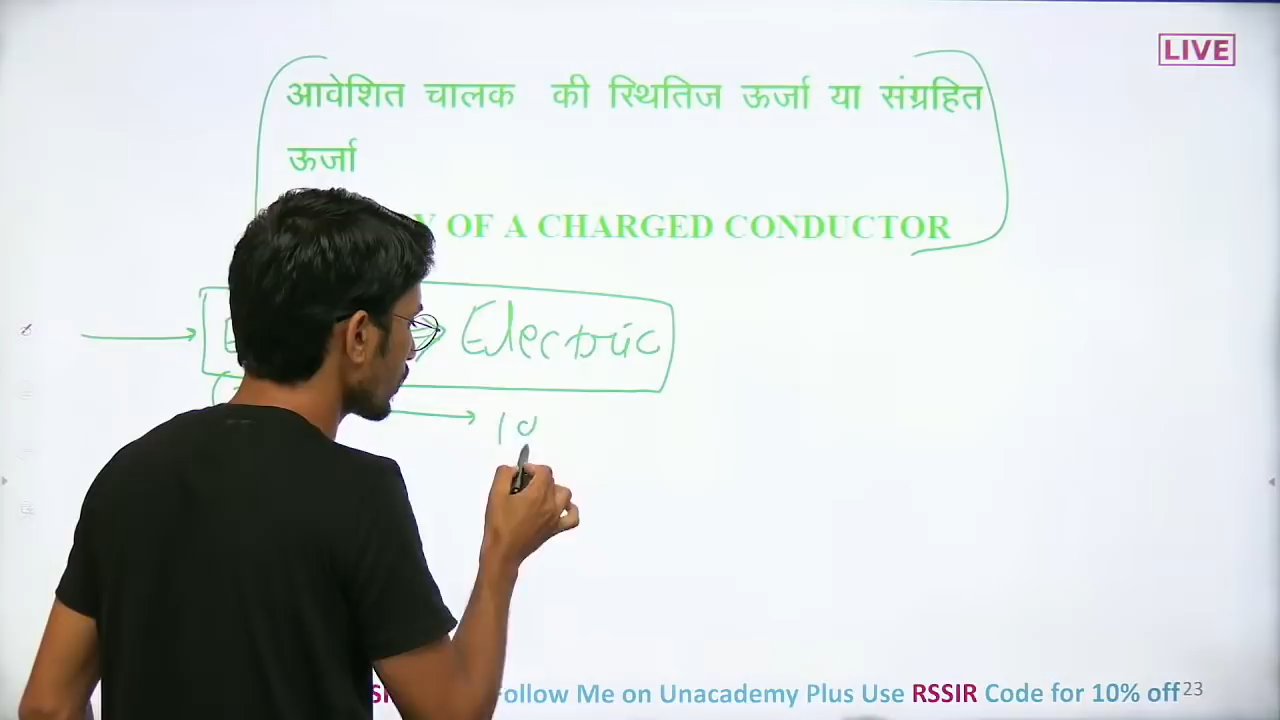 LIVE
आवेशित चालक की स्थितिज ऊर्जा या संग्रहित
ऊर्जा
OF A CHARGED CONDUCTOR
Electric
10
Follow Me on Unacademy Plus Use RSSIR Code for 10% off 23